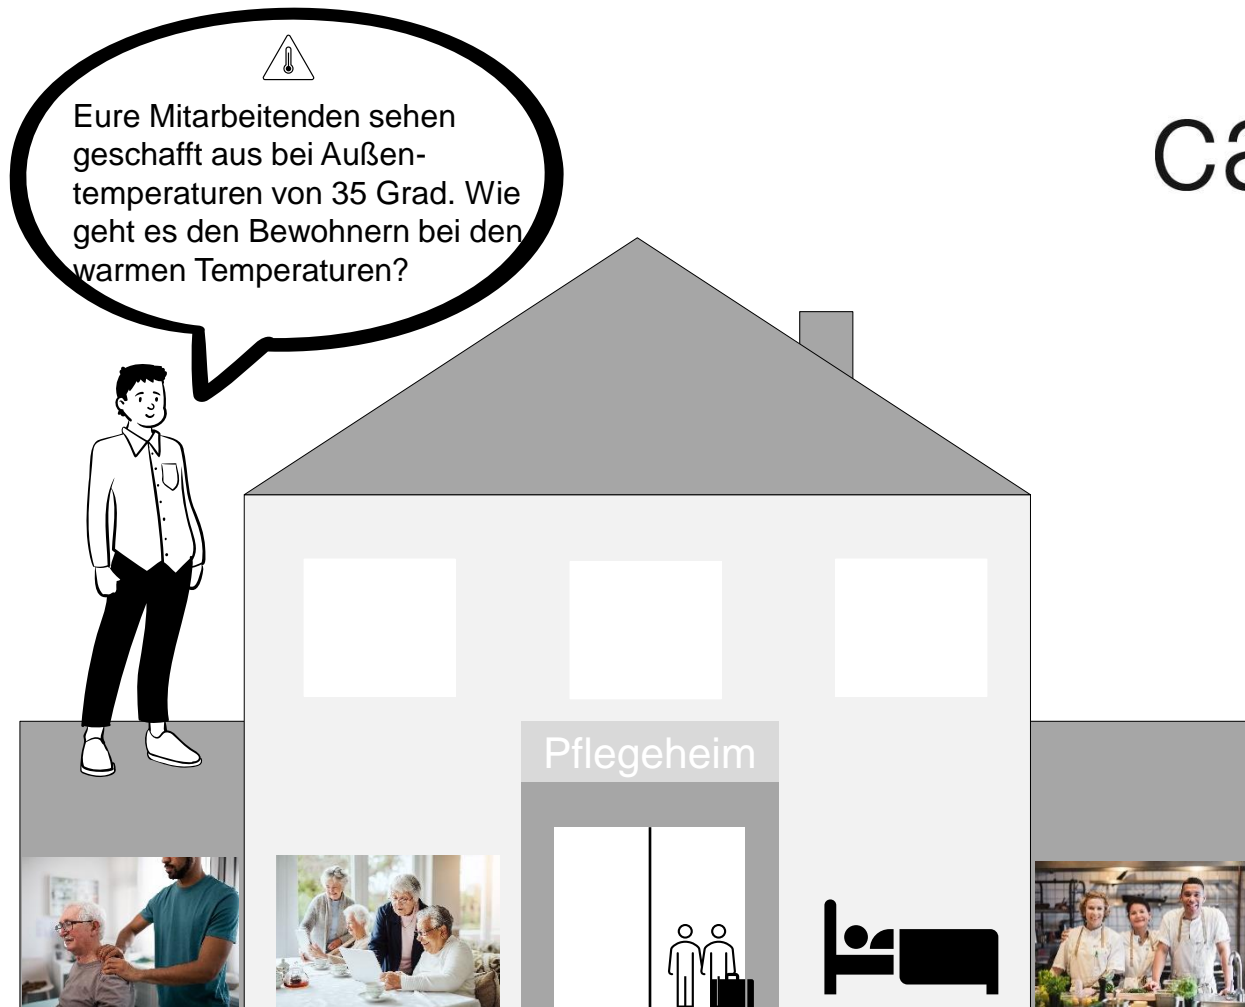 Eure Mitarbeitenden sehen
geschafft aus bei Außen-
temperaturen von 35 Grad. Wie
geht es den Bewohnern bei den
warmen Temperaturen?
ca
Pflegeheim